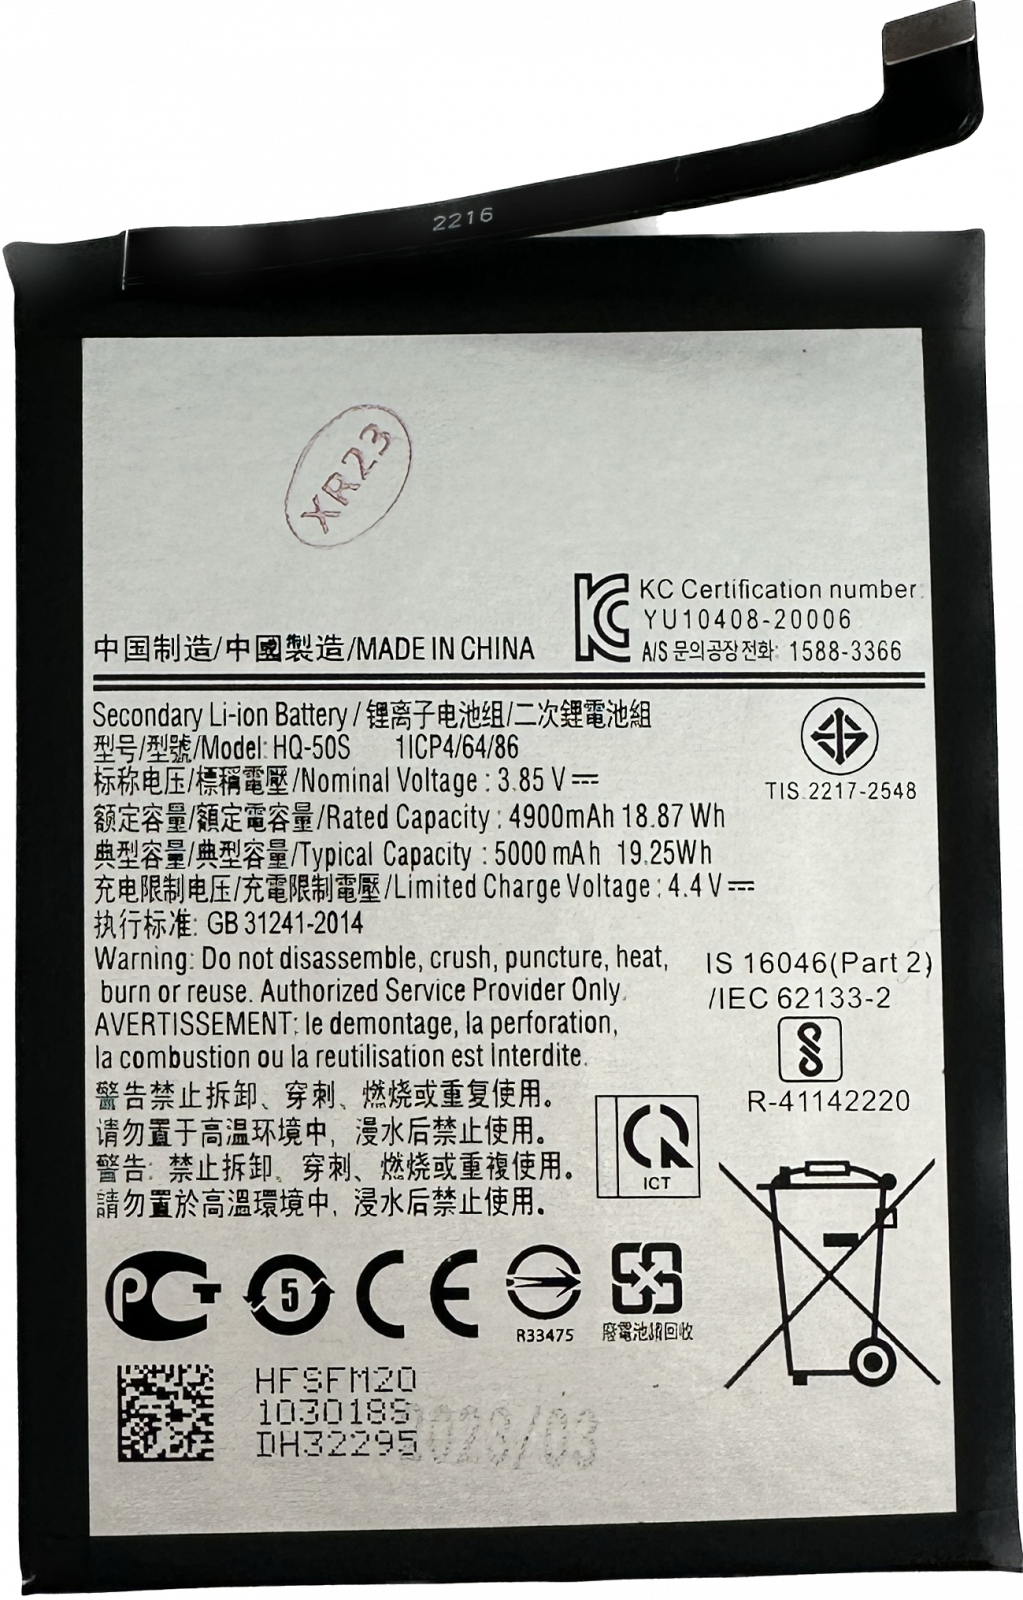 2216
XR23
KC Certification number:
YU10408-20006
A/S 문의공장전화: 1588-3366
中国制造/中國製造/MADE IN CHINA
Secondary Li-ion Battery / 锂离子电池组/二次鋰電池組
型号/型號/Model: HQ-50S 1ICP4/64/86
标称电压/標稱電壓/Nominal Voltage : 3.85 V
TIS 2217-2548
额定容量/額定電容量/Rated Capacity : 4900mAh 18.87 Wh
典型容量/典型容量/Typical Capacity : 5000 mAh 19.25Wh
充电限制电压/充電限制電壓/Limited Charge Voltage : 4.4 V
执行标准: GB 31241-2014
Warning: Do not disassemble, crush, puncture, heat,
burn or reuse. Authorized Service Provider Only.
AVERTISSEMENT: le demontage, la perforation,
la combustion ou la reutilisation est Interdite.
IS 16046(Part 2)
/IEC 62133-2
R-41142220
警告禁止拆卸、穿刺、燃烧或重复使用。
请勿置于高温环境中，浸水后禁止使用。
警告: 禁止拆卸、穿刺、燃烧或重複使用。
請勿置於高溫環境中，浸水后禁止使用。
ICT
PCT
5
CE
R33475
廢電池請回收
HFSFM20
103018S
DH32295
2023/03